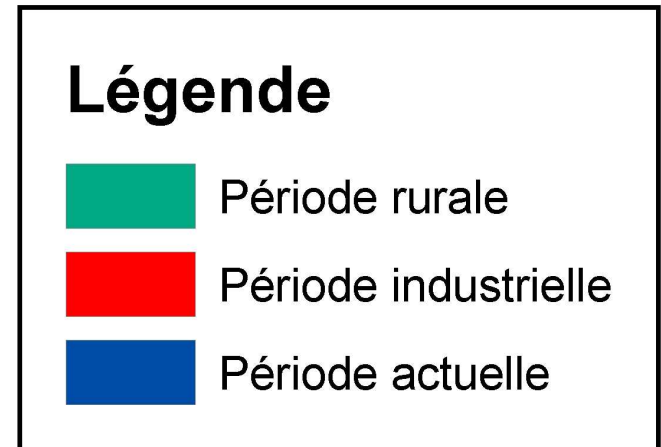 Légende
Période rurale
Période industrielle
Période actuelle